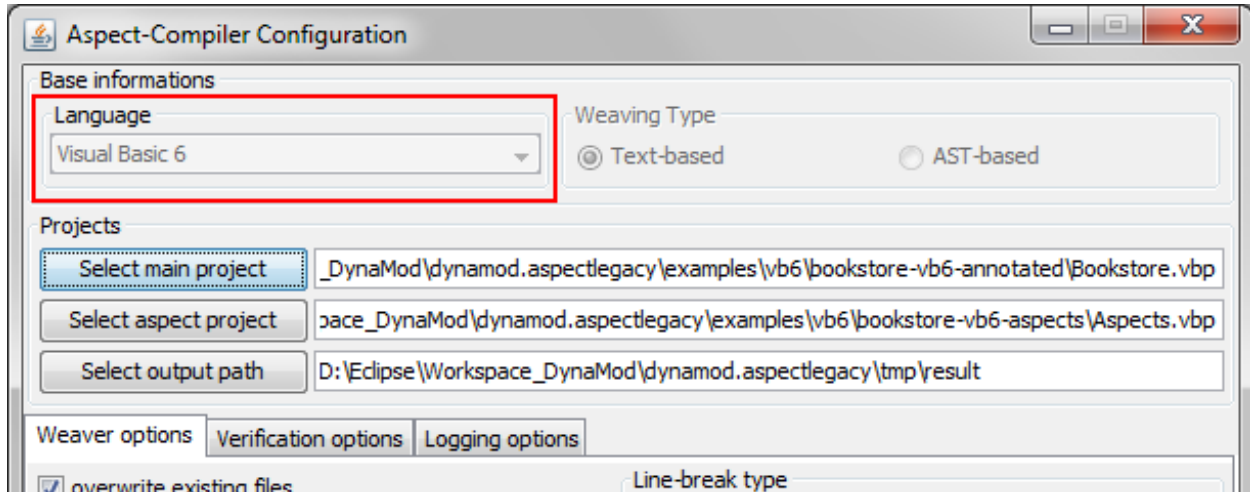 Aspect-Compiler Configuration
Base informations
Language
Weaving Type
Visual Basic 6
Text-based
AST-based
Projects
Select main project
_DynaMod\dynamod.aspectlegacy\examples\vb6\bookstore-vb6-annotated\Bookstore.vbp
Select aspect project
pace_DynaMod\dynamod.aspectlegacy\examples\vb6\bookstore-vb6-aspects\Aspects.vbp
Select output path
D:\Eclipse\Workspace_DynaMod\dynamod.aspectlegacy\tmp\result
Weaver options
Verification options
Logging options
overwrite existing files
Line-break type